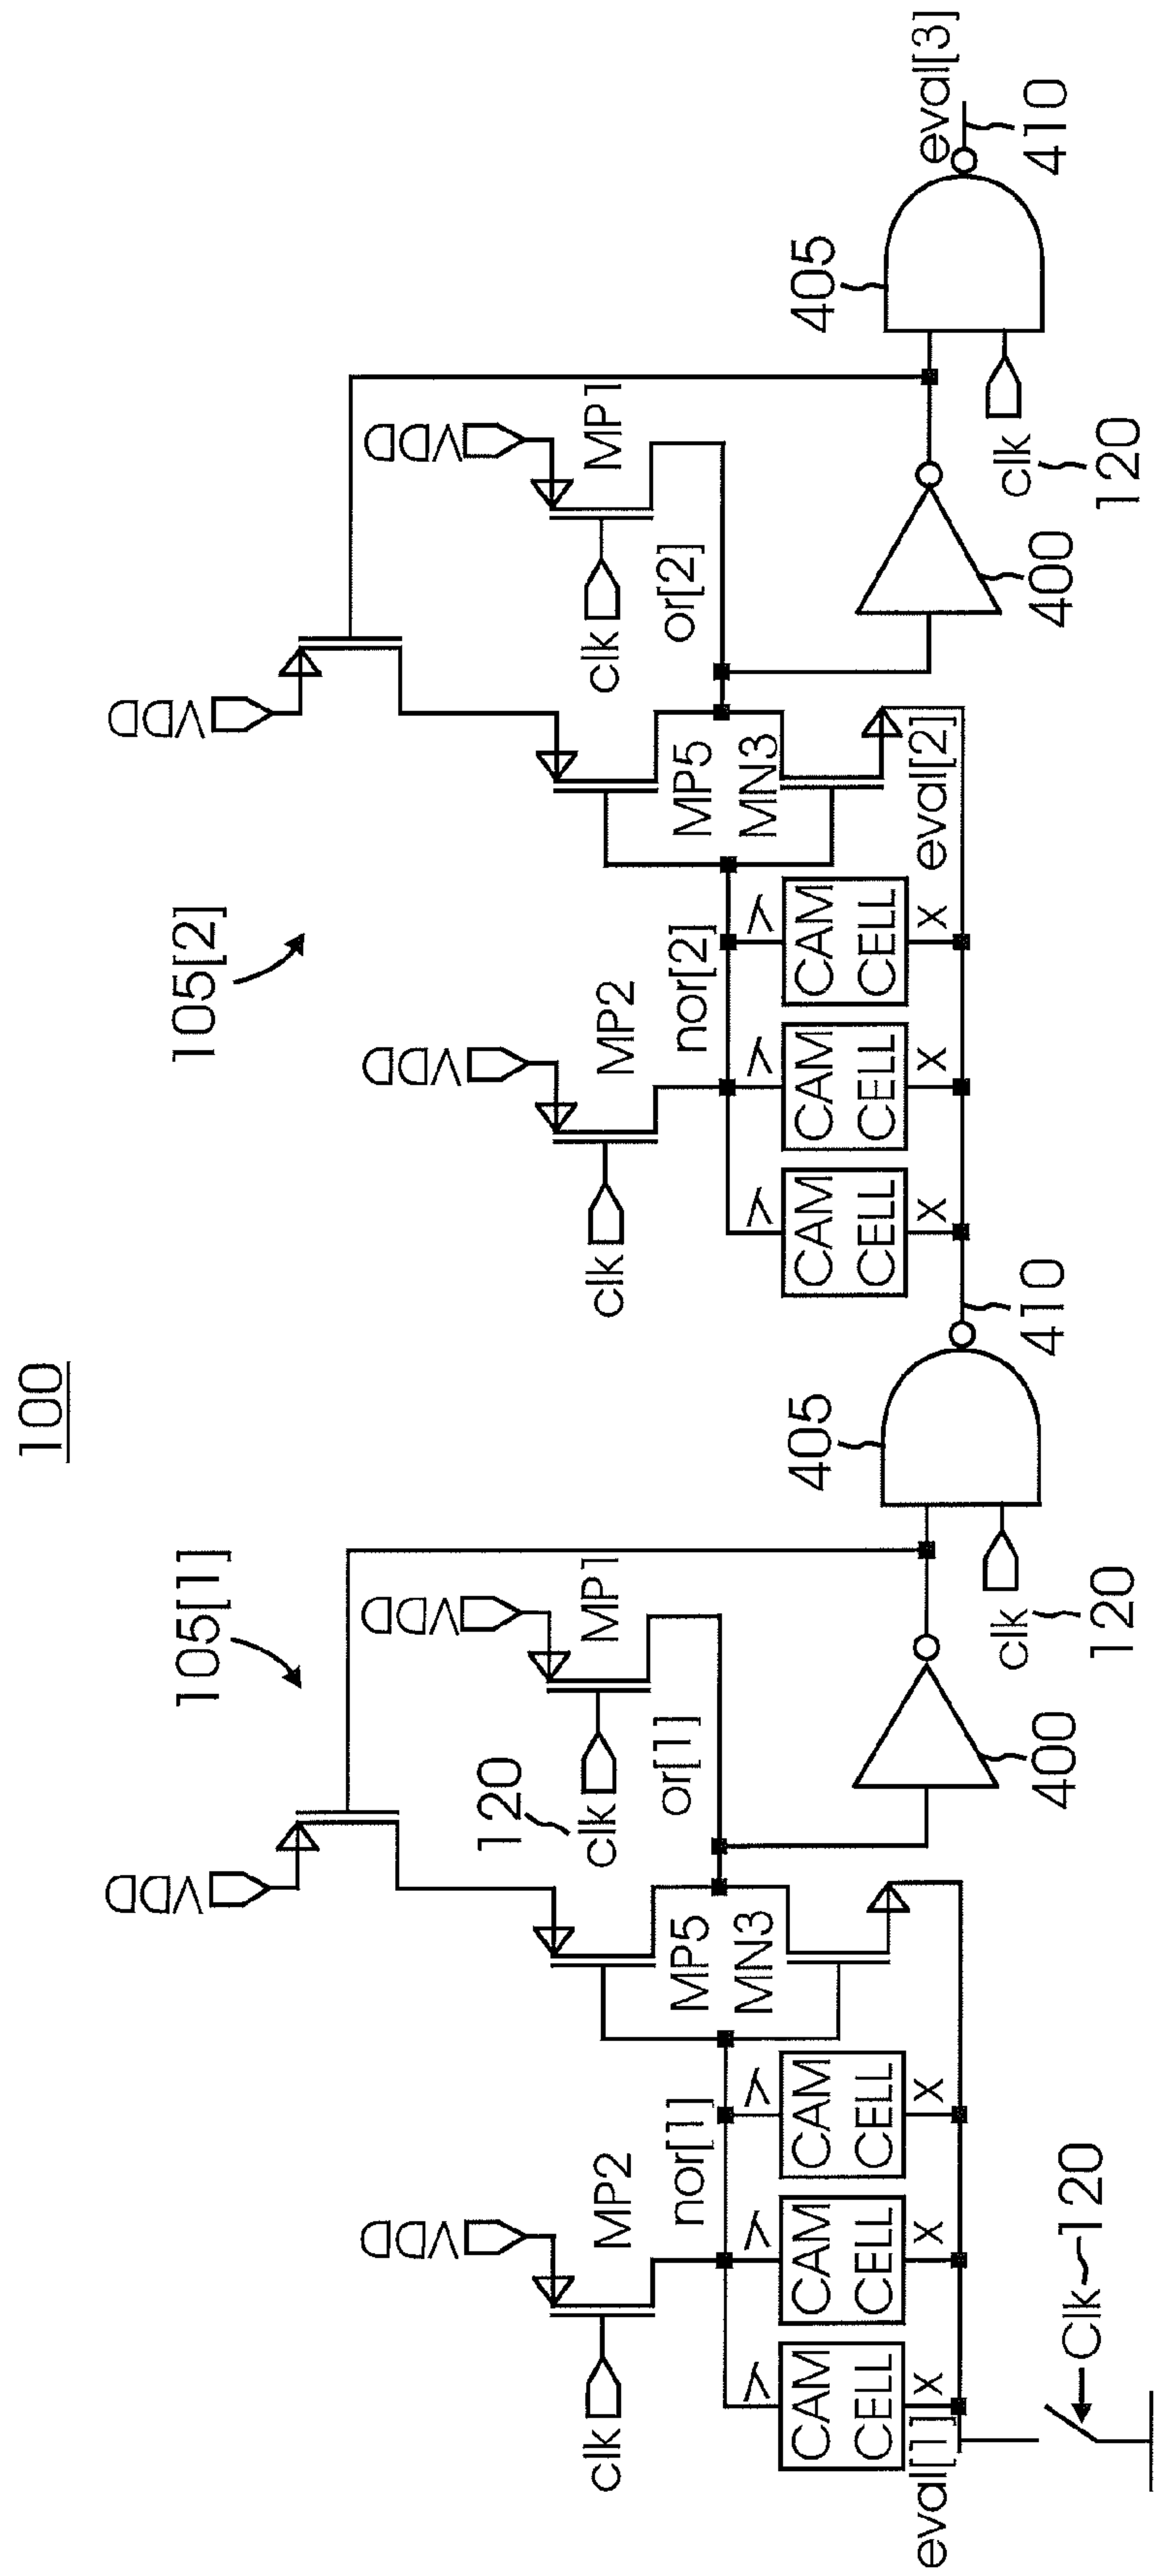 100
VDD
VDD
105[1]
105[2]
VDD
VDD
VDD
VDD
120
clk
MP2
clk
MP1
clk
MP2
clk
MP1
nor[1]
MP5
or[1]
nor[2]
MP5
or[2]
MN3
MN3
Y
Y
Y
Y
Y
Y
CAM
CELL
CAM
CELL
CAM
CELL
405
CAM
CELL
CAM
CELL
CAM
CELL
405
eval[1]
X
X
X
X
X
X
eval[2]
eval[3]
Clk 120
400
clk
120
410
400
clk
120
410